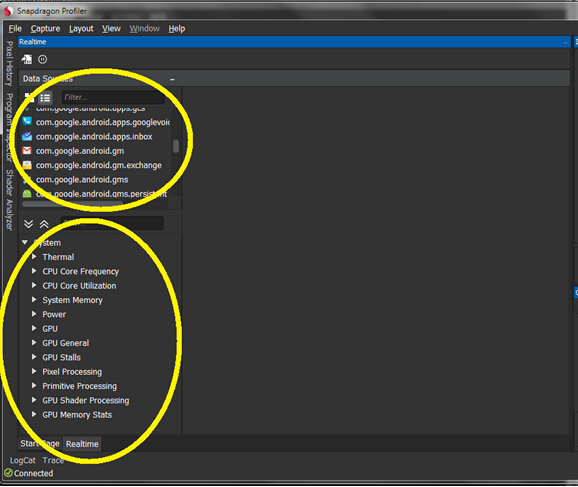 Snapdragon Profiler
File Capture Layout View Window Help
Realtime
Pixel History
Program Inspector
Shader Analyzer
Data Sources
Filter...
com.google.android.apps.gcs
com.google.android.apps.googlevoic
com.google.android.apps.inbox
com.google.android.gm
com.google.android.gm.exchange
com.google.android.gms
com.google.android.gms.persistent
System
Thermal
CPU Core Frequency
CPU Core Utilization
System Memory
Power
GPU
GPU General
GPU Stalls
Pixel Processing
Primitive Processing
GPU Shader Processing
GPU Memory Stats
Start Page Realtime
LogCat Trace
Connected